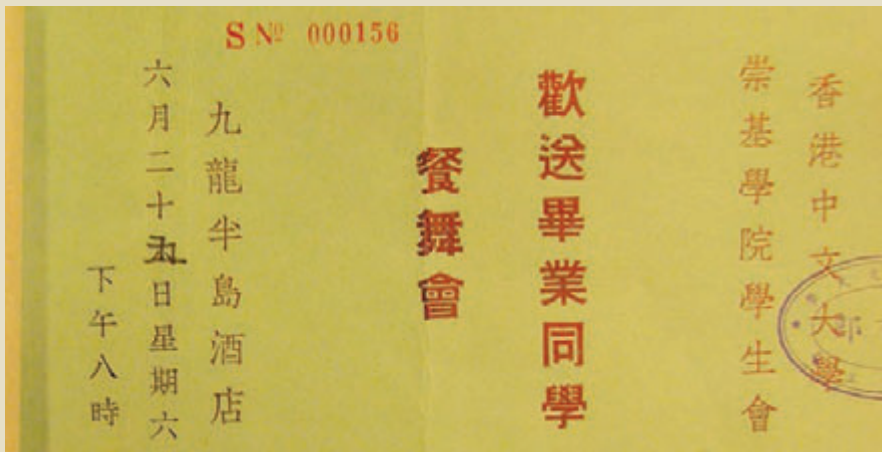 S № 000156
香港中文大學
崇基學院學生會
歡送畢業同學
餐舞會
九龍半島酒店
六月二十日星期六
下午八時